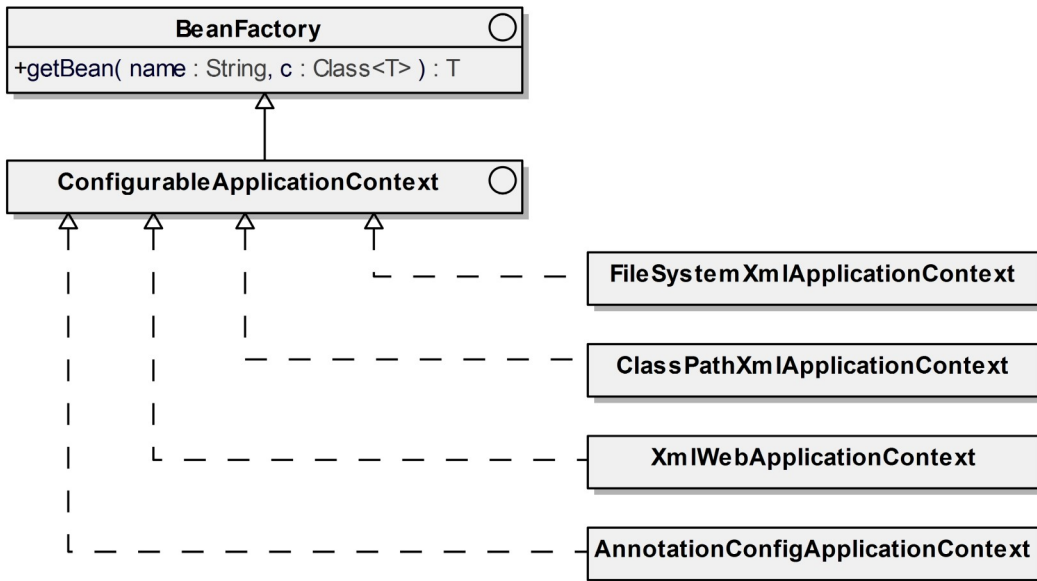 BeanFactory
+getBean( name : String, c : Class<T> ) : T
ConfigurableApplicationContext
FileSystemXmlApplicationContext
ClassPathXmlApplicationContext
XmlWebApplicationContext
AnnotationConfigApplicationContext